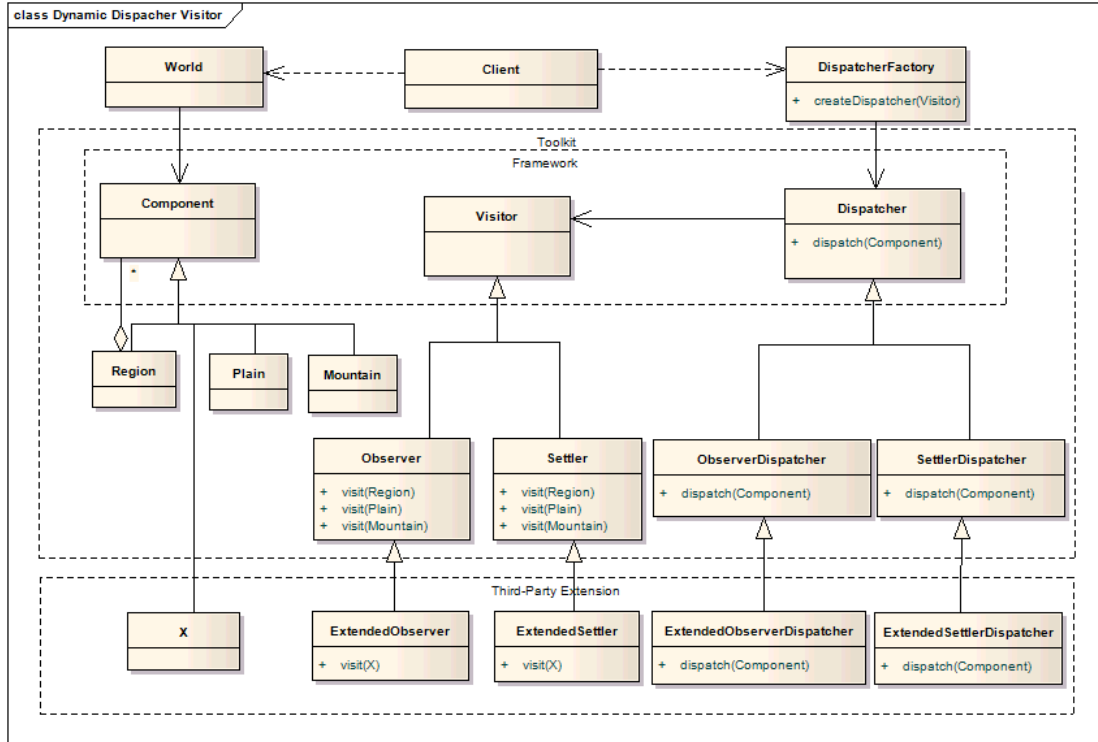 class Dynamic Dispacher Visitor
World
Client
DispatcherFactory
+ createDispatcher(Visitor)
Toolkit
Framework
Component
Visitor
Dispatcher
+ dispatch(Component)
*
Region
Plain
Mountain
Observer
+ visit(Region)
+ visit(Plain)
+ visit(Mountain)
Settler
+ visit(Region)
+ visit(Plain)
+ visit(Mountain)
ObserverDispatcher
+ dispatch(Component)
SettlerDispatcher
+ dispatch(Component)
Third-Party Extension
X
ExtendedObserver
+ visit(X)
ExtendedSettler
+ visit(X)
ExtendedObserverDispatcher
+ dispatch(Component)
ExtendedSettlerDispatcher
+ dispatch(Component)